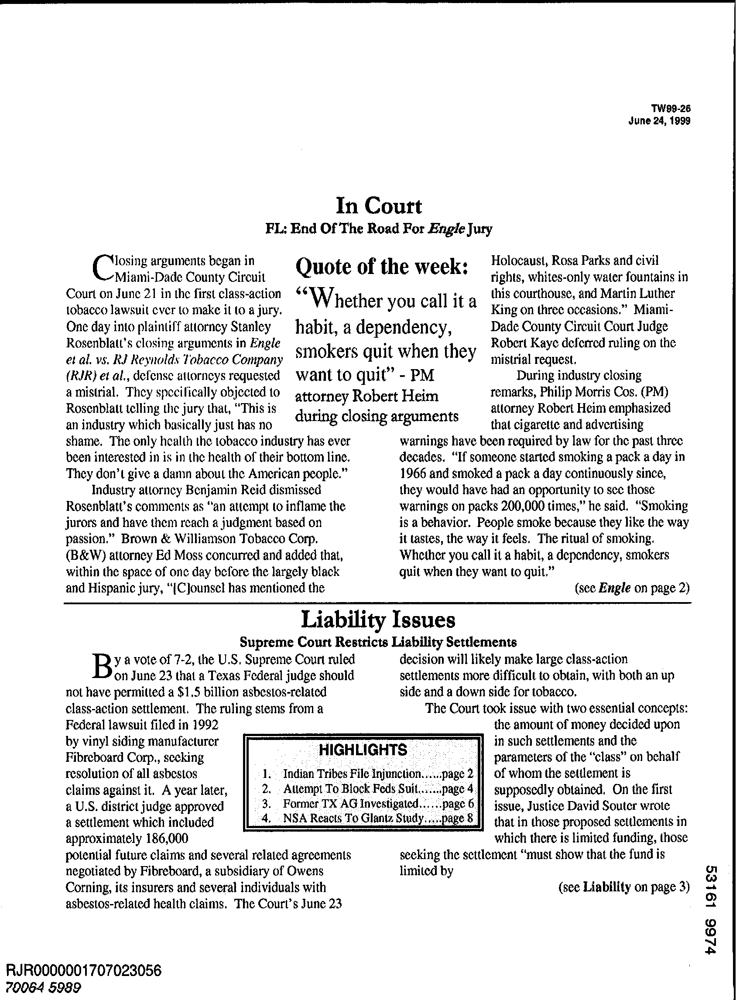 TW99-26
June 24, 1999
In Court
FL: End Of The Road For Engle Jury
Closing arguments began in
Miami-Dade County Circuit
Court on June 21 in the first class-action
tobacco lawsuit ever to make it to a jury.
One day into plaintiff attorney Stanley
Rosenblatt's closing arguments in Engle
et al. vs. RJ Reynolds Tobacco Company
(RJR) et al., defense attorneys requested
a mistrial. They specifically objected to
Rosenblatt telling the jury that, "This is
an industry which basically just has no
shame. The only health the tobacco industry has ever
been interested in is in the health of their bottom line.
They don't give a damn about the American people."
Industry attorney Benjamin Reid dismissed
Rosenblatt's comments as "an attempt to inflame the
jurors and have them reach a judgment based on
passion." Brown & Williamson Tobacco Corp.
(B&W) attorney Ed Moss concurred and added that,
within the space of one day before the largely black
and Hispanic jury, "[C]ounsel has mentioned the
Quote of the week:
"Whether you call it a
habit, a dependency,
smokers quit when they
want to quit" - PM
attorney Robert Heim
during closing arguments
Holocaust, Rosa Parks and civil
rights, whites-only water fountains in
this courthouse, and Martin Luther
King on three occasions." Miami-
Dade County Circuit Court Judge
Robert Kaye deferred ruling on the
mistrial request.
During industry closing
remarks, Philip Morris Cos. (PM)
attorney Robert Heim emphasized
that cigarette and advertising
warnings have been required by law for the past three
decades. "If someone started smoking a pack a day in
1966 and smoked a pack a day continuously since,
they would have had an opportunity to see those
warnings on packs 200,000 times," he said. "Smoking
is a behavior. People smoke because they like the way
it tastes, the way it feels. The ritual of smoking.
Whether you call it a habit, a dependency, smokers
quit when they want to quit."
(see Engle on page 2)
Liability Issues
Supreme Court Restricts Liability Settlements
By a vote of 7-2, the U.S. Supreme Court ruled
on June 23 that a Texas Federal judge should
not have permitted a $1.5 billion asbestos-related
class-action settlement. The ruling stems from a
Federal lawsuit filed in 1992
by vinyl siding manufacturer
Fibreboard Corp., seeking
resolution of all asbestos
claims against it. A year later,
a U.S. district judge approved
a settlement which included
approximately 186,000
potential future claims and several related agreements
negotiated by Fibreboard, a subsidiary of Owens
Corning, its insurers and several individuals with
asbestos-related health claims. The Court's June 23
HIGHLIGHTS
1. Indian Tribes File Injunction......page 2
2. Attempt To Block Feds Suit.......page 4
3. Former TX AG Investigated......page 6
4. NSA Reacts To Glantz Study.....page 8
decision will likely make large class-action
settlements more difficult to obtain, with both an up
side and a down side for tobacco.
The Court took issue with two essential concepts:
the amount of money decided upon
in such settlements and the
parameters of the "class" on behalf
of whom the settlement is
supposedly obtained. On the first
issue, Justice David Souter wrote
that in those proposed settlements in
which there is limited funding, those
seeking the settlement "must show that the fund is
limited by
(see Liability on page 3)
53161 9974
RJR0000001707023056
70064 5989